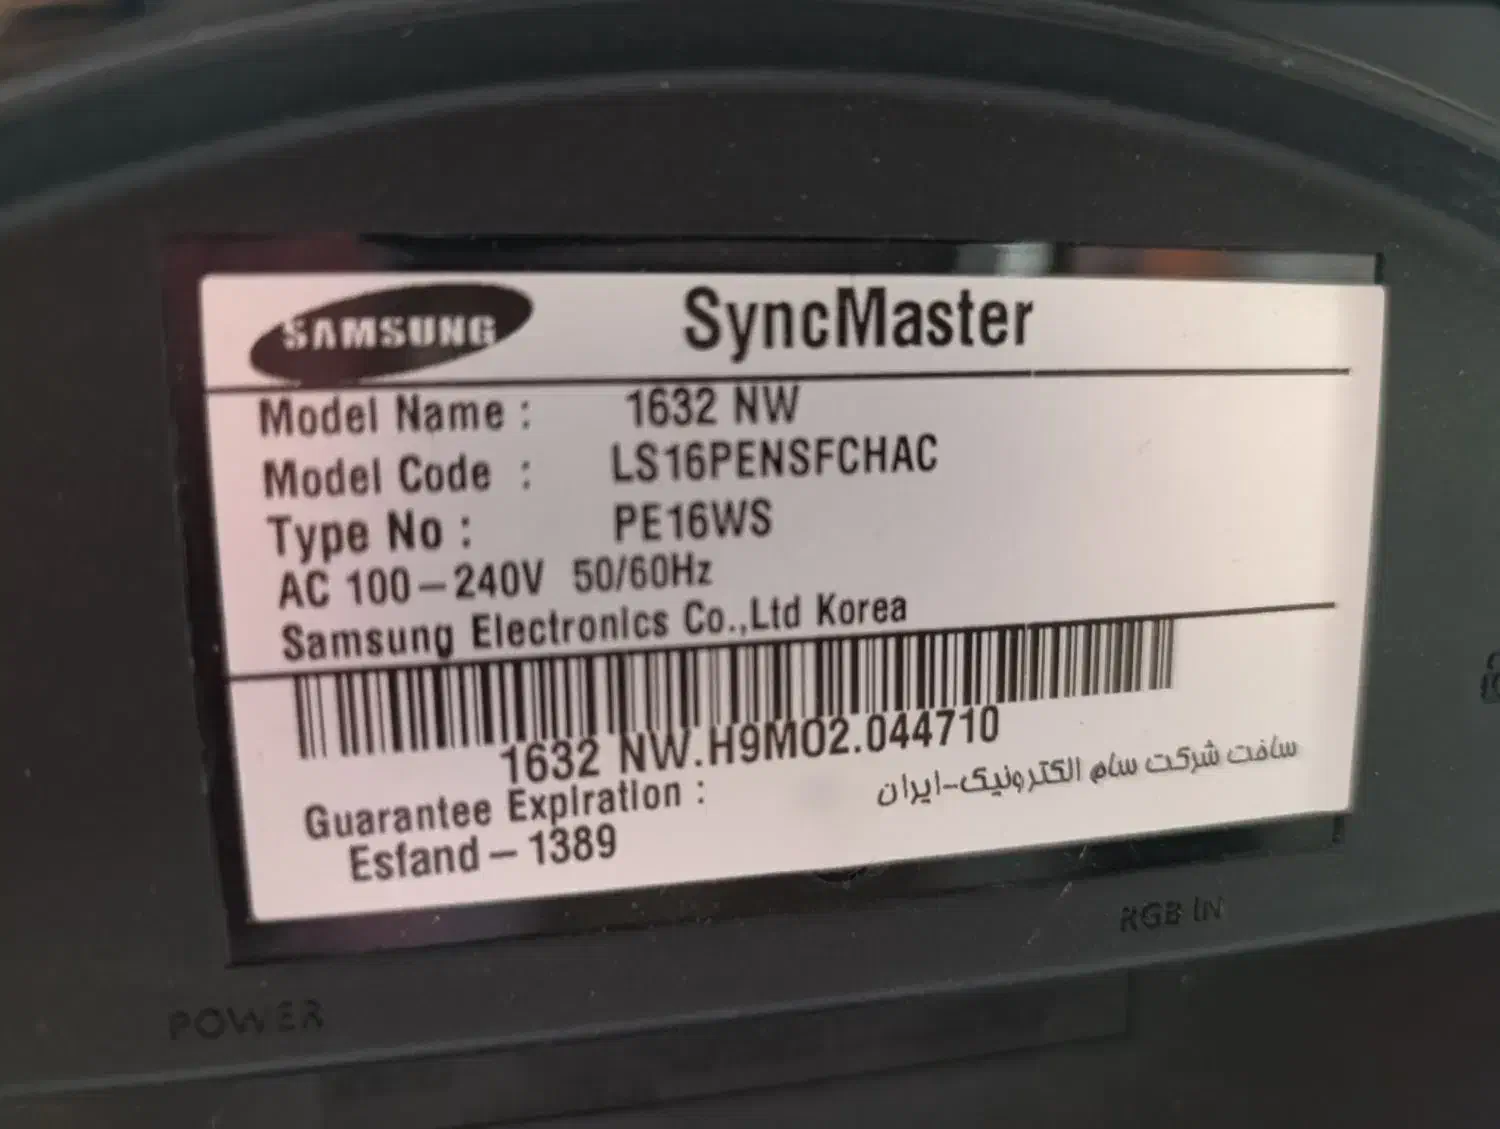 SAMSUNG SyncMaster
Model Name : 1632 NW
Model Code : LS16PENSFCHAC
Type No : PE16WS
AC 100-240V 50/60Hz
Samsung Electronics Co.,Ltd Korea
1632 NW.H9MO2.044710
Guarantee Expiration :
Esfand - 1389
ساخت شرکت سام الکترونیک-ایران
RGB IN
POWER